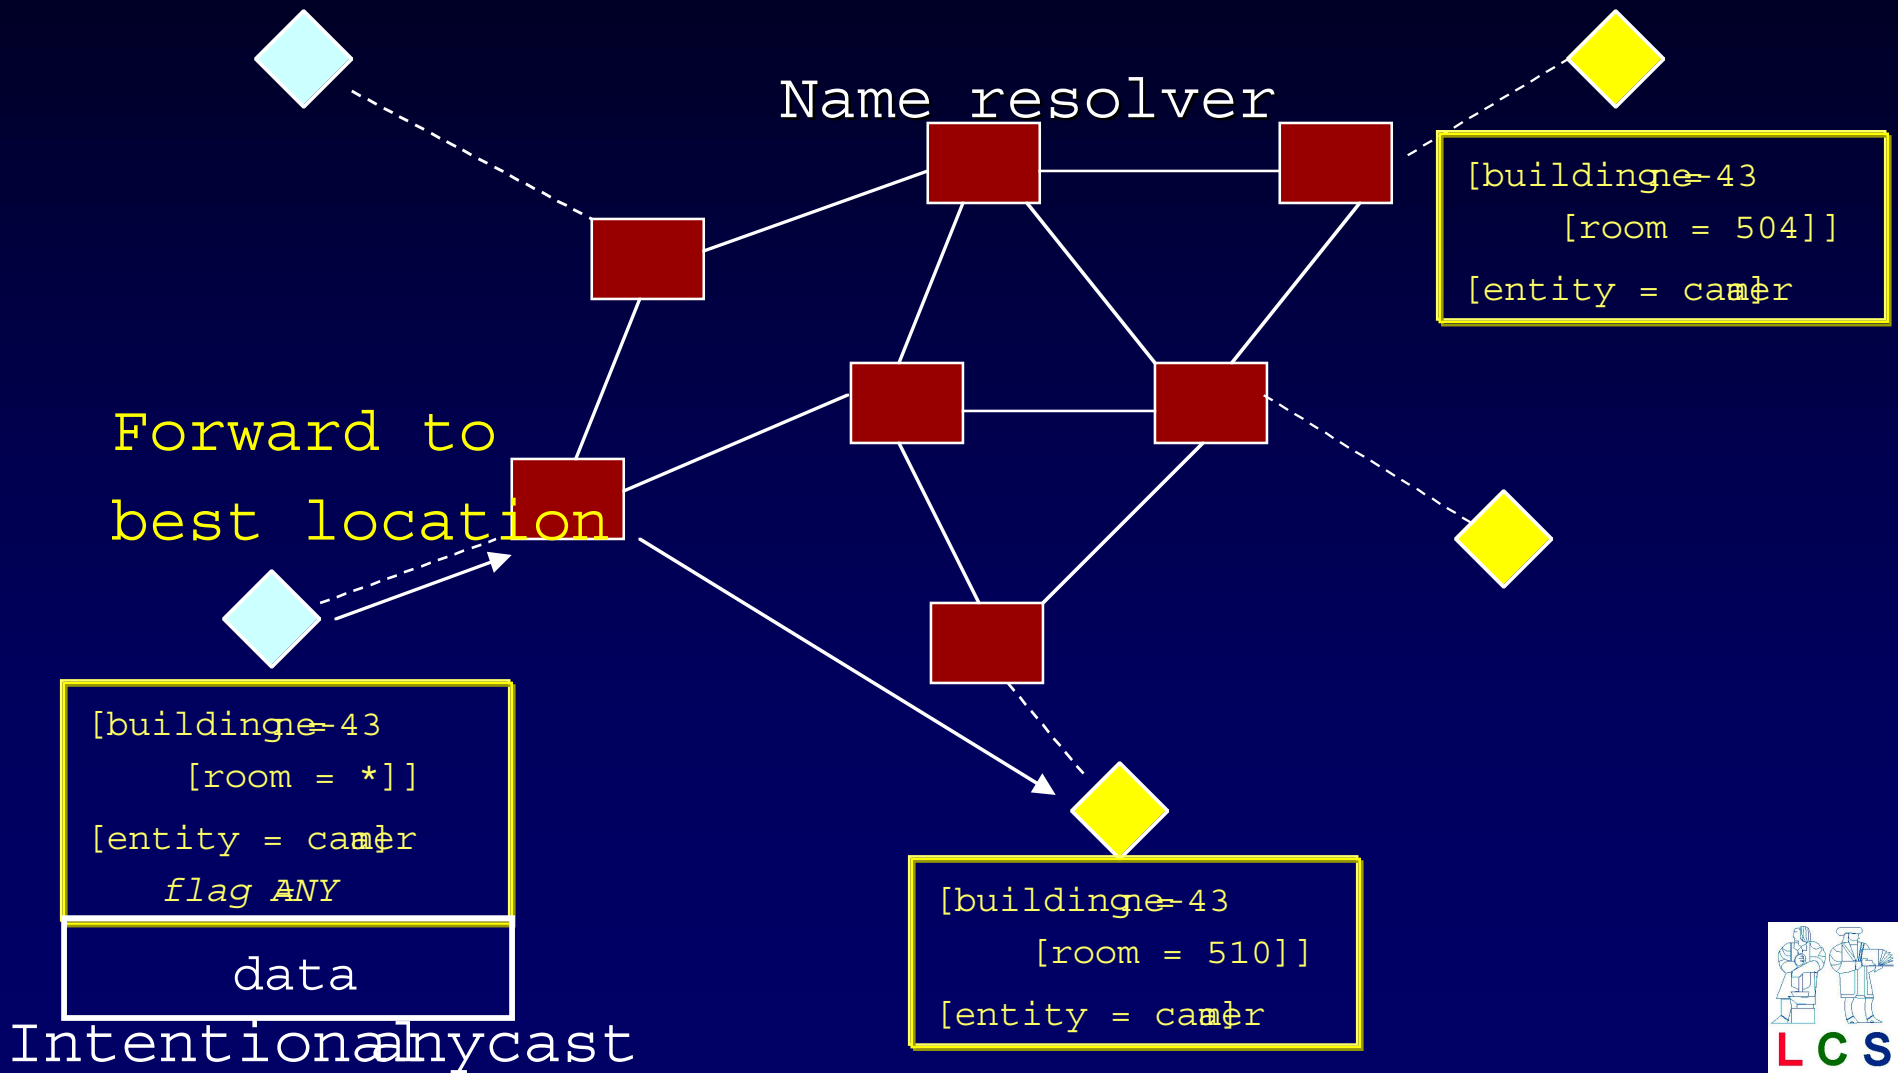 Name resolver
[building = ne-43
[room = 504]]
[entity = camera]
Forward to
best location
[building = ne-43
[room = *]]
[entity = camera]
flag = ANY
data
Intentional anycast
[building = ne-43
[room = 510]]
[entity = camera]
L C S